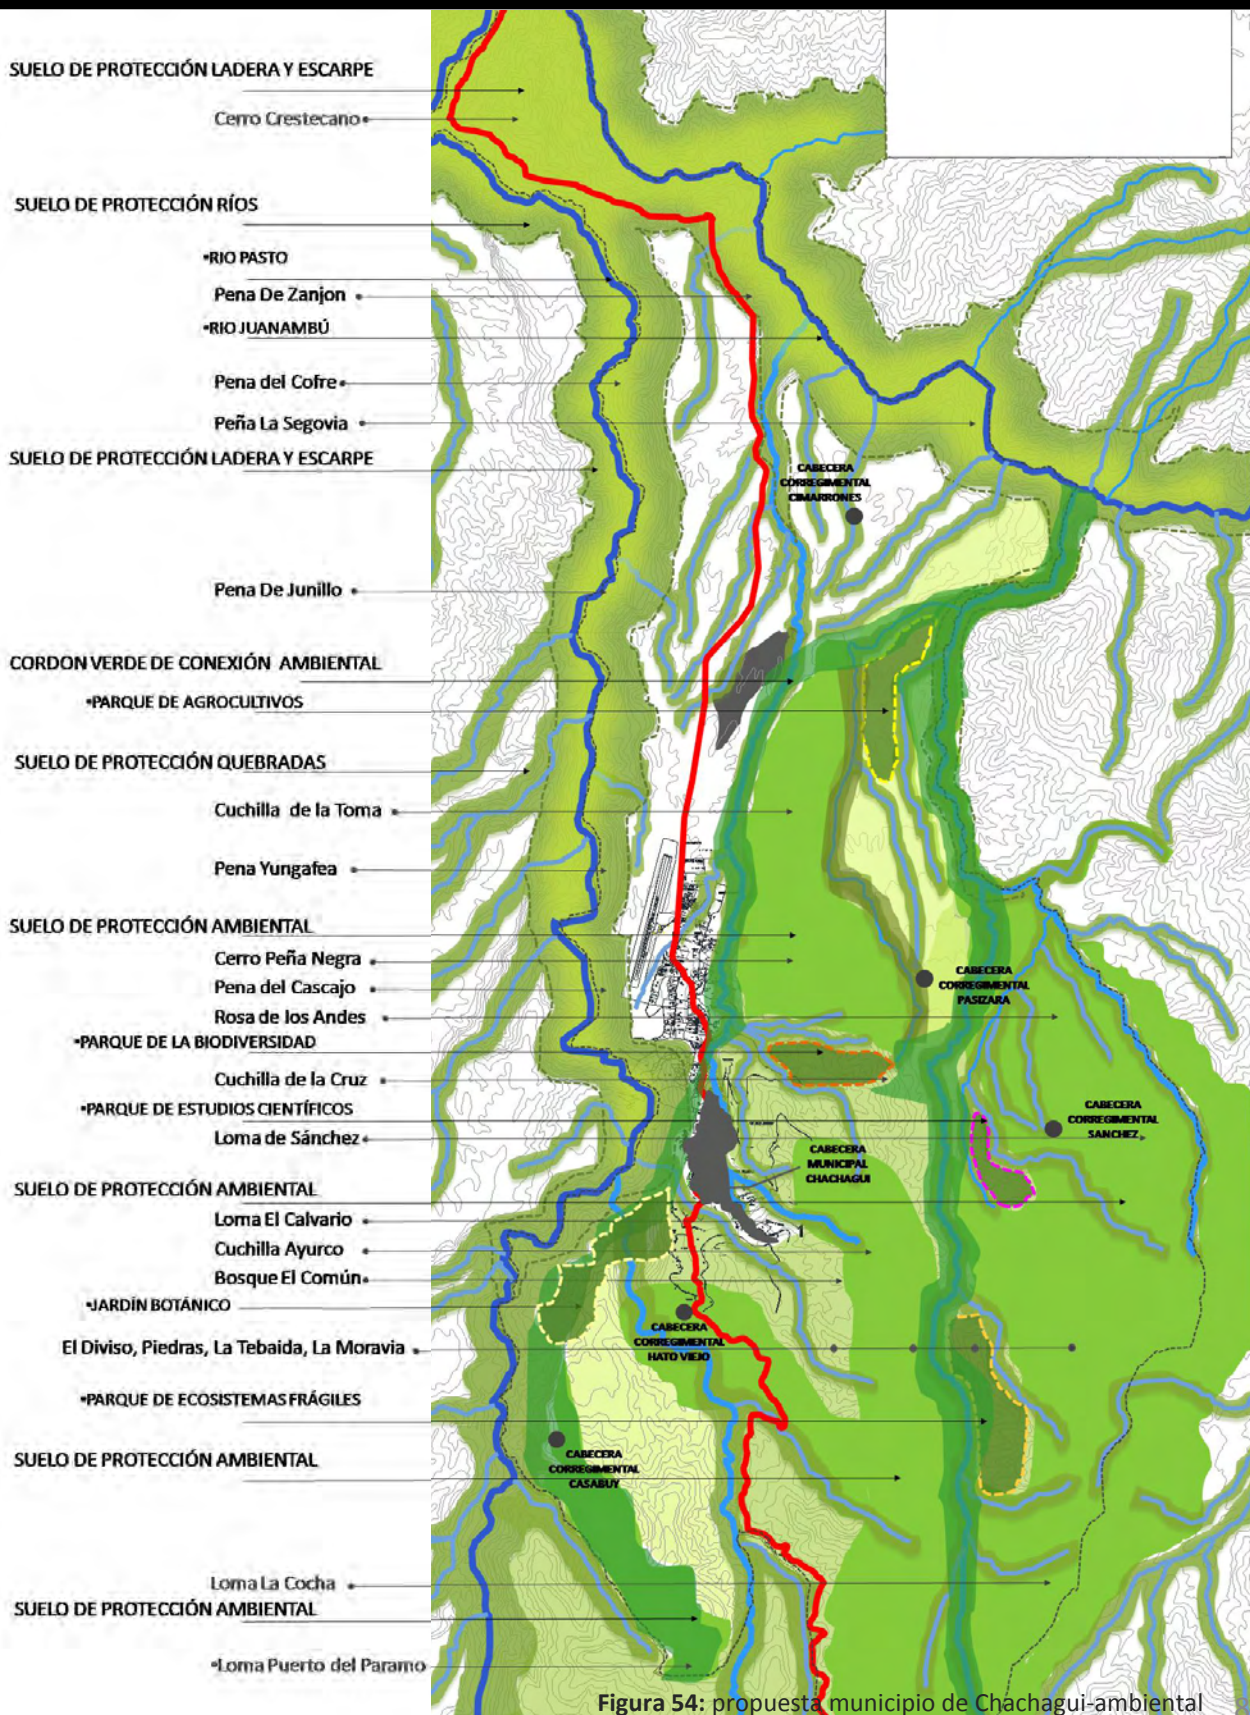 SUELO DE PROTECCIÓN LADERA Y ESCARPE
Cerro Crestecano
SUELO DE PROTECCIÓN RÍOS
•RIO PASTO
Pena De Zanjon
•RIO JUANAMBÚ
Pena del Cofre
Peña La Segovia
SUELO DE PROTECCIÓN LADERA Y ESCARPE
CABECERA
CORREGIMENTAL
CIMARRONES
Pena De Junillo
CORDON VERDE DE CONEXIÓN AMBIENTAL
•PARQUE DE AGROCULTIVOS
SUELO DE PROTECCIÓN QUEBRADAS
Cuchilla de la Toma
Pena Yungafea
SUELO DE PROTECCIÓN AMBIENTAL
Cerro Peña Negra
Pena del Cascajo
Rosa de los Andes
CABECERA
CORREGIMENTAL
PASIZARA
•PARQUE DE LA BIODIVERSIDAD
Cuchilla de la Cruz
•PARQUE DE ESTUDIOS CIENTÍFICOS
Loma de Sánchez
CABECERA
CORREGIMENTAL
SANCHEZ
CABECERA
MUNICIPAL
CHACHAGUI
SUELO DE PROTECCIÓN AMBIENTAL
Loma El Calvario
Cuchilla Ayurco
Bosque El Común
•JARDÍN BOTÁNICO
CABECERA
CORREGIMENTAL
HATO VIEJO
El Diviso, Piedras, La Tebaida, La Moravia
•PARQUE DE ECOSISTEMAS FRÁGILES
SUELO DE PROTECCIÓN AMBIENTAL
CABECERA
CORREGIMENTAL
CASABUY
Loma La Cocha
SUELO DE PROTECCIÓN AMBIENTAL
•Loma Puerto del Paramo
Figura 54: propuesta municipio de Chachagui-ambiental